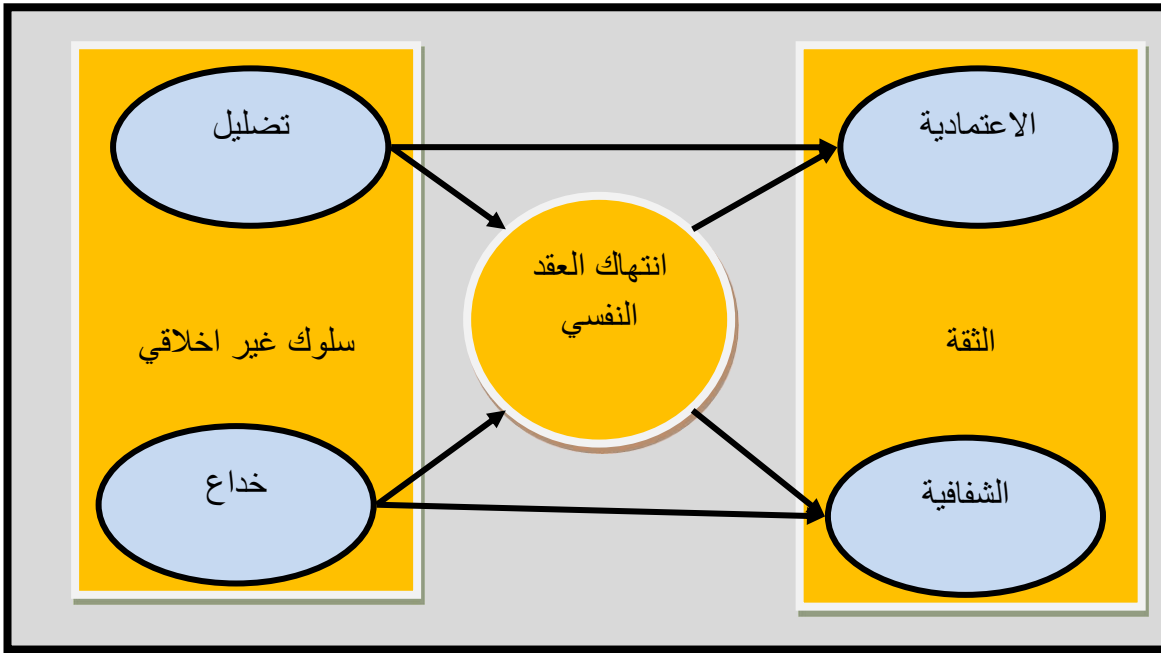 تضليل
الاعتمادية
انتهاك العقد
النفسي
سلوك غير اخلاقي
الثقة
خداع
الشفافية